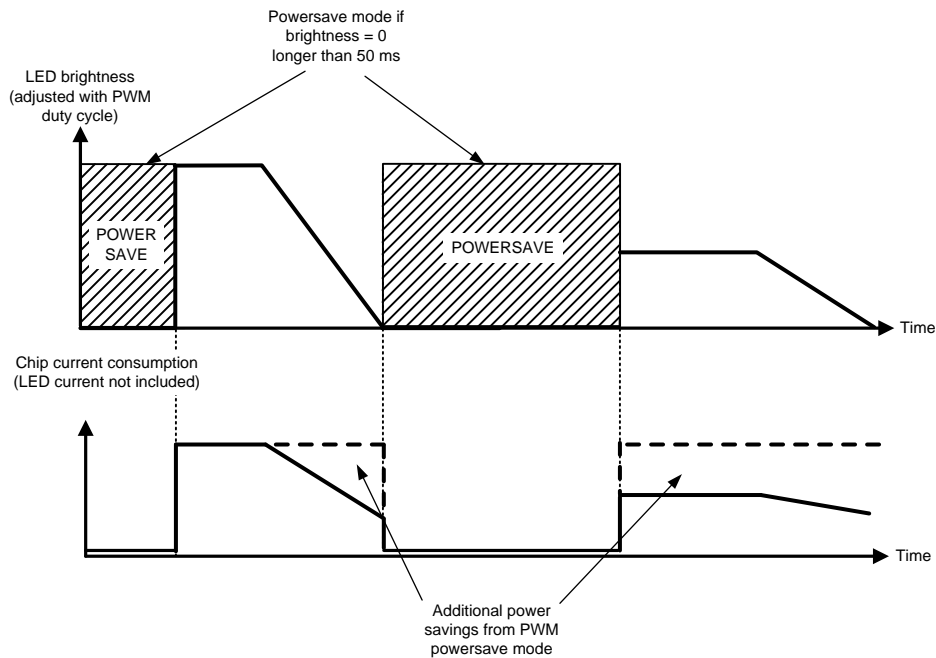 Powersave mode if
brightness = 0
longer than 50 ms
LED brightness
(adjusted with PWM
duty cycle)
POWER
SAVE
POWERSAVE
Time
Chip current consumption
(LED current not included)
Time
Additional power
savings from PWM
powersave mode